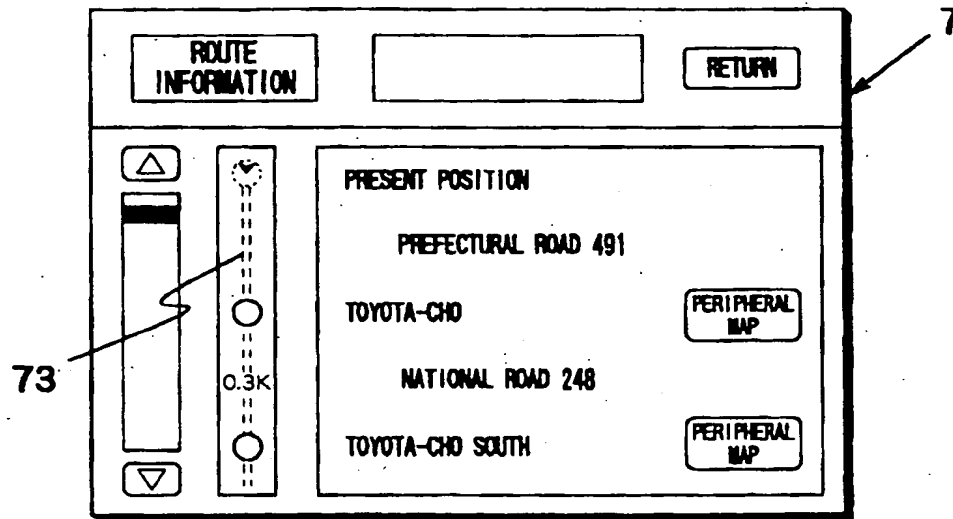 7
ROUTE
INFORMATION
RETURN
PRESENT POSITION
PREFECTURAL ROAD 491
TOYOTA-CHO
PERIPHERAL
MAP
73
0.3K
NATIONAL ROAD 248
TOYOTA-CHO SOUTH
PERIPHERAL
MAP